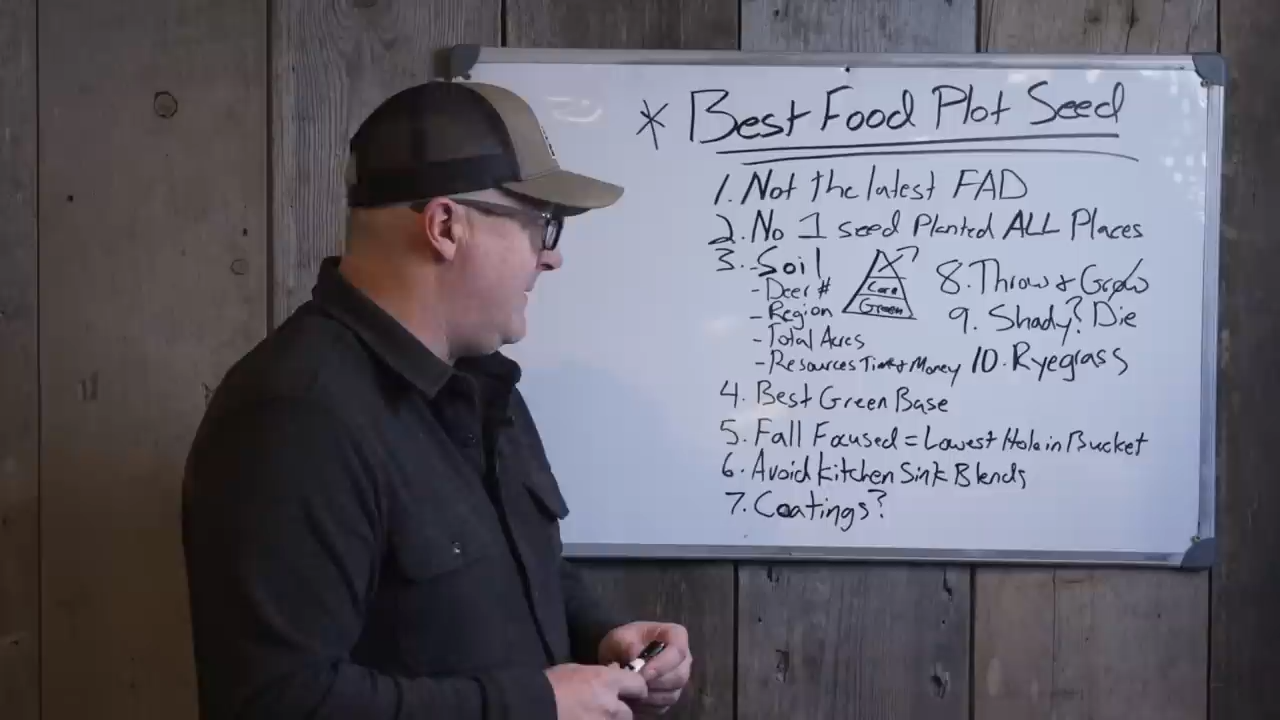 * Best Food Plot Seed
1. Not the latest FAD
2. No 1 seed Planted ALL Places
3. - Soil
- Deer #
- Region
- Total Acres
- Resources Time & Money
X ?
Core
Green
4. Best Green Base
5. Fall Focused = Lowest Hole in Bucket
6. Avoid Kitchen Sink Blends
7. Coatings?
8. Throw & Grow
9. Shady? Die
10. Ryegrass